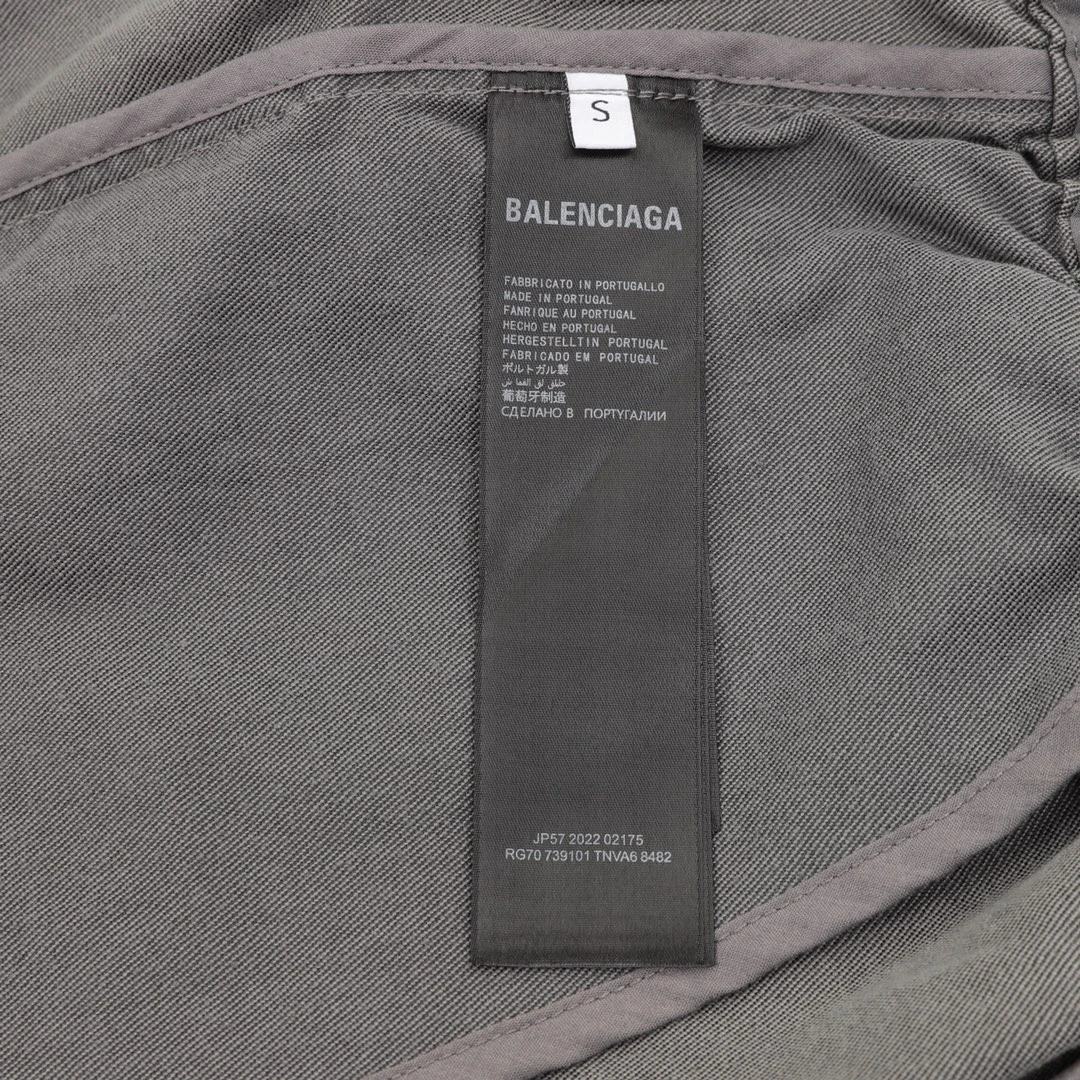 S
BALENCIAGA
FABBRICATO IN PORTUGALLO
MADE IN PORTUGAL
FANRIQUE AU PORTUGAL
HECHO EN PORTUGAL
HERGESTELLTIN PORTUGAL
FABRICADO EM PORTUGAL
ポルトガル製
葡萄牙制造
СДЕЛАНО В ПОРТУГАЛИИ
JP57 2022 02175
RG70 739101 TNVA6 8482